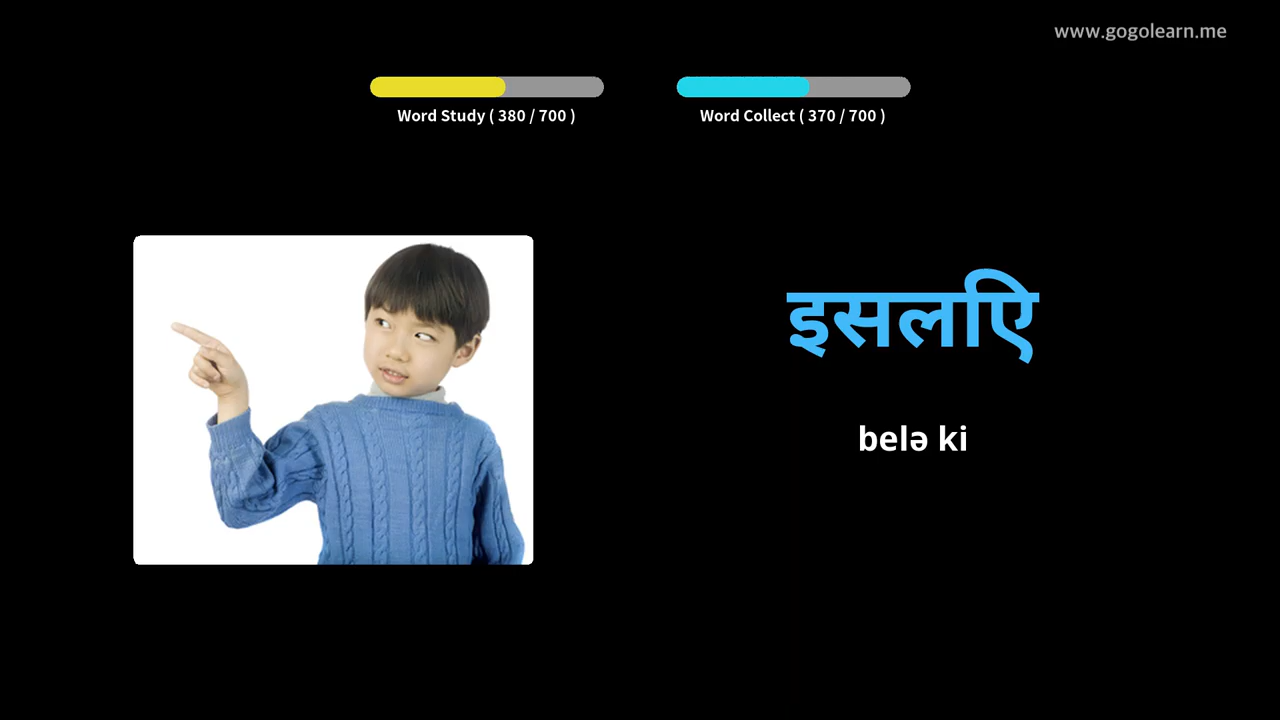 www.gogolearn.me
Word Study ( 380 / 700 )
Word Collect ( 370 / 700 )
इसलिए
belə ki